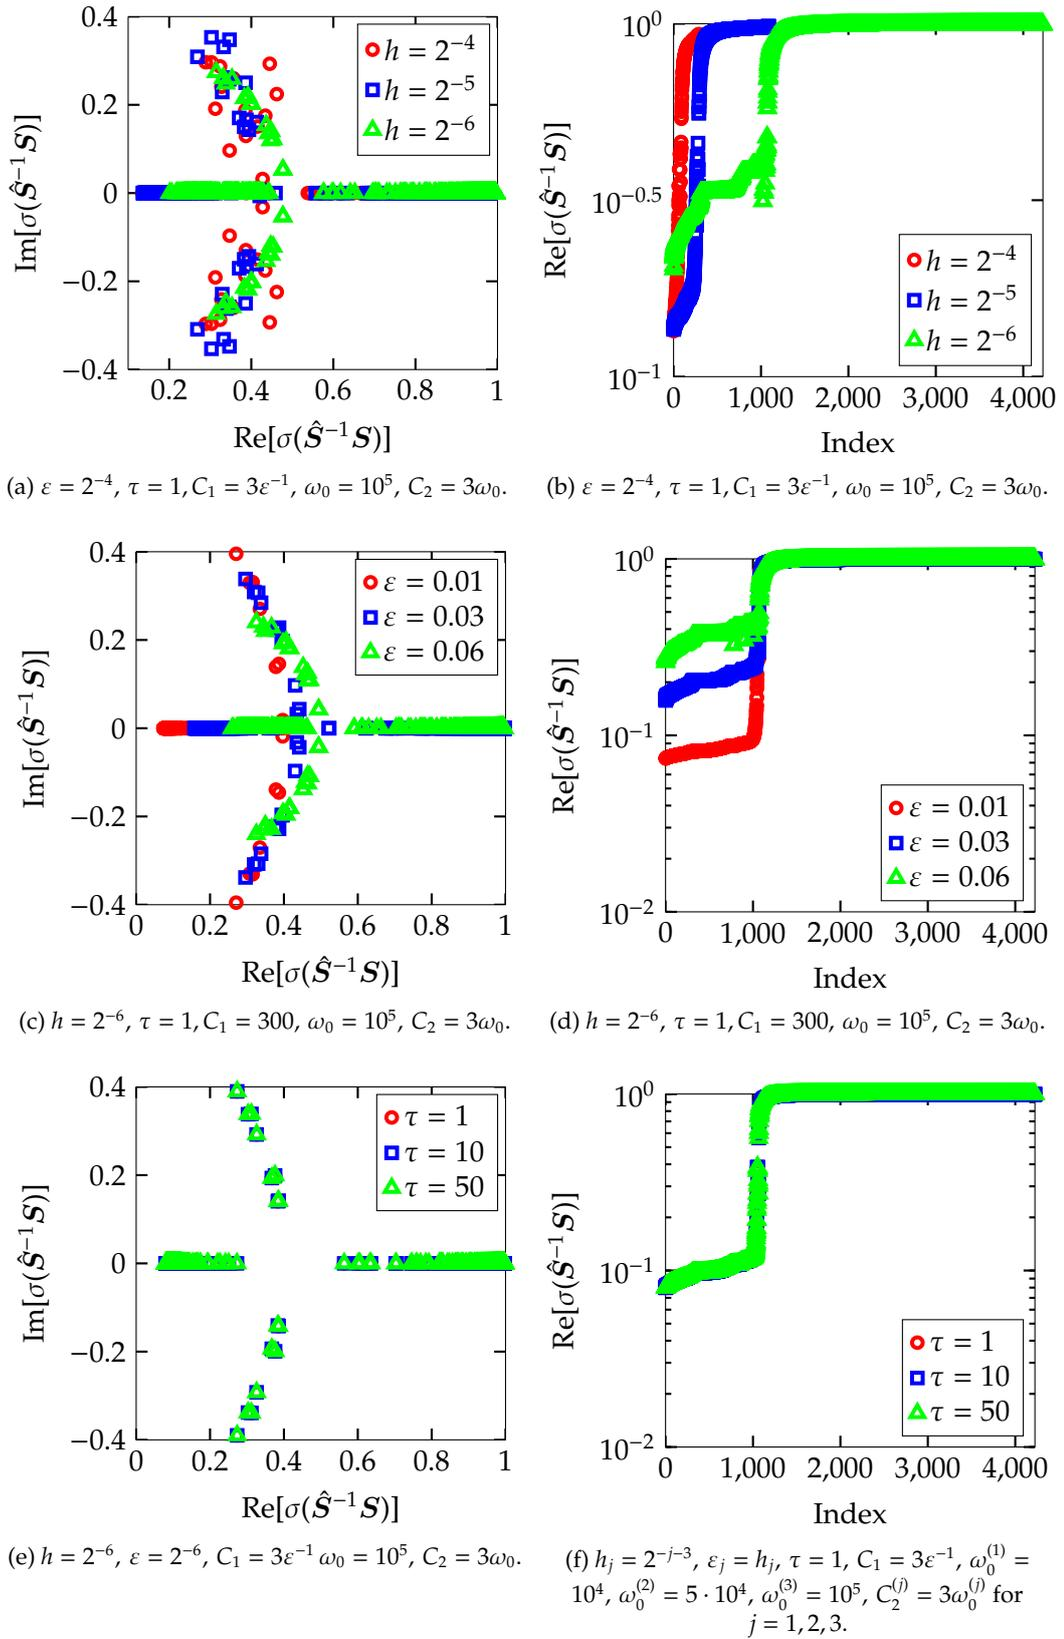 0.4
0.2
0
−0.2
−0.4
Im[σ(Ŝ⁻¹S)]
h = 2⁻⁴
h = 2⁻⁵
h = 2⁻⁶
0.2 0.4 0.6 0.8 1
Re[σ(Ŝ⁻¹S)]
(a) ε = 2⁻⁴, τ = 1, C₁ = 3ε⁻¹, ω₀ = 10⁵, C₂ = 3ω₀.
10⁰
10⁻⁰·⁵
10⁻¹
Re[σ(Ŝ⁻¹S)]
h = 2⁻⁴
h = 2⁻⁵
h = 2⁻⁶
0 1,000 2,000 3,000 4,000
Index
(b) ε = 2⁻⁴, τ = 1, C₁ = 3ε⁻¹, ω₀ = 10⁵, C₂ = 3ω₀.
0.4
0.2
0
−0.2
−0.4
Im[σ(Ŝ⁻¹S)]
ε = 0.01
ε = 0.03
ε = 0.06
0 0.2 0.4 0.6 0.8 1
Re[σ(Ŝ⁻¹S)]
(c) h = 2⁻⁶, τ = 1, C₁ = 300, ω₀ = 10⁵, C₂ = 3ω₀.
10⁰
10⁻¹
10⁻²
Re[σ(Ŝ⁻¹S)]
ε = 0.01
ε = 0.03
ε = 0.06
0 1,000 2,000 3,000 4,000
Index
(d) h = 2⁻⁶, τ = 1, C₁ = 300, ω₀ = 10⁵, C₂ = 3ω₀.
0.4
0.2
0
−0.2
−0.4
Im[σ(Ŝ⁻¹S)]
τ = 1
τ = 10
τ = 50
0 0.2 0.4 0.6 0.8 1
Re[σ(Ŝ⁻¹S)]
(e) h = 2⁻⁶, ε = 2⁻⁶, C₁ = 3ε⁻¹ ω₀ = 10⁵, C₂ = 3ω₀.
10⁰
10⁻¹
10⁻²
Re[σ(Ŝ⁻¹S)]
τ = 1
τ = 10
τ = 50
0 1,000 2,000 3,000 4,000
Index
(f) hⱼ = 2⁻ʲ⁻³, εⱼ = hⱼ, τ = 1, C₁ = 3ε⁻¹, ω₀⁽¹⁾ =
10⁴, ω₀⁽²⁾ = 5 · 10⁴, ω₀⁽³⁾ = 10⁵, C₂⁽ʲ⁾ = 3ω₀⁽ʲ⁾ for
j = 1, 2, 3.